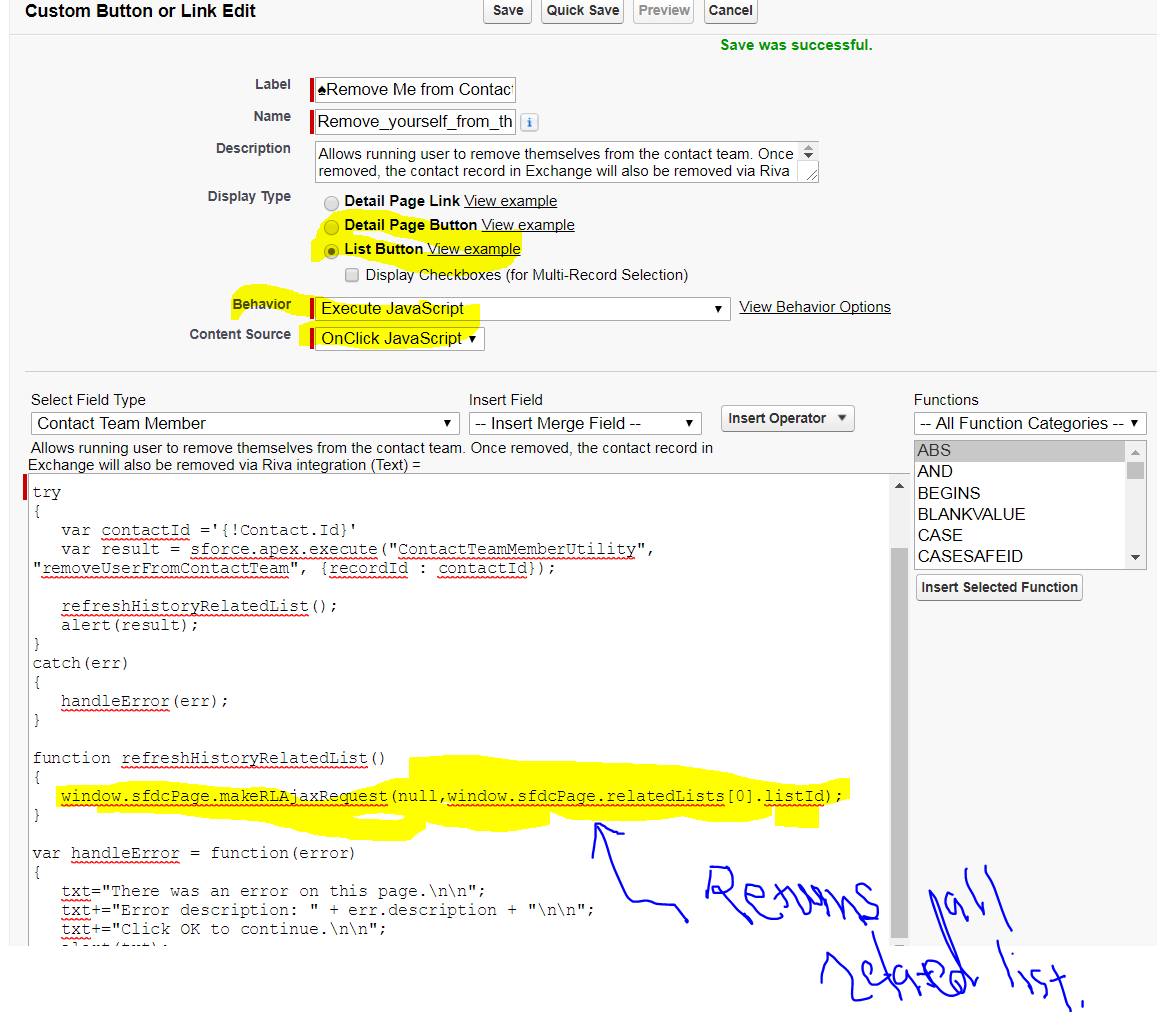 Custom Button or Link Edit
Save Quick Save Preview Cancel
Save was successful.
Label ♠Remove Me from Contact
Name Remove_yourself_from_th i
Description Allows running user to remove themselves from the contact team. Once
removed, the contact record in Exchange will also be removed via Riva
Display Type Detail Page Link View example
Detail Page Button View example
List Button View example
Display Checkboxes (for Multi-Record Selection)
Behavior Execute JavaScript View Behavior Options
Content Source OnClick JavaScript
Select Field Type Insert Field Functions
Contact Team Member -- Insert Merge Field -- Insert Operator -- All Function Categories --
Allows running user to remove themselves from the contact team. Once removed, the contact record in
Exchange will also be removed via Riva integration (Text) =
ABS
AND
BEGINS
BLANKVALUE
CASE
CASESAFEID
Insert Selected Function
try
{
var contactId ='{!Contact.Id}'
var result = sforce.apex.execute("ContactTeamMemberUtility",
"removeUserFromContactTeam", {recordId : contactId});
refreshHistoryRelatedList();
alert(result);
}
catch(err)
{
handleError(err);
}
function refreshHistoryRelatedList()
{
window.sfdcPage.makeRLAjaxRequest(null,window.sfdcPage.relatedLists[0].listId);
}
var handleError = function(error)
{
txt="There was an error on this page.\n\n";
txt+="Error description: " + err.description + "\n\n";
txt+="Click OK to continue.\n\n";
alert(txt);
Returns all
related list.